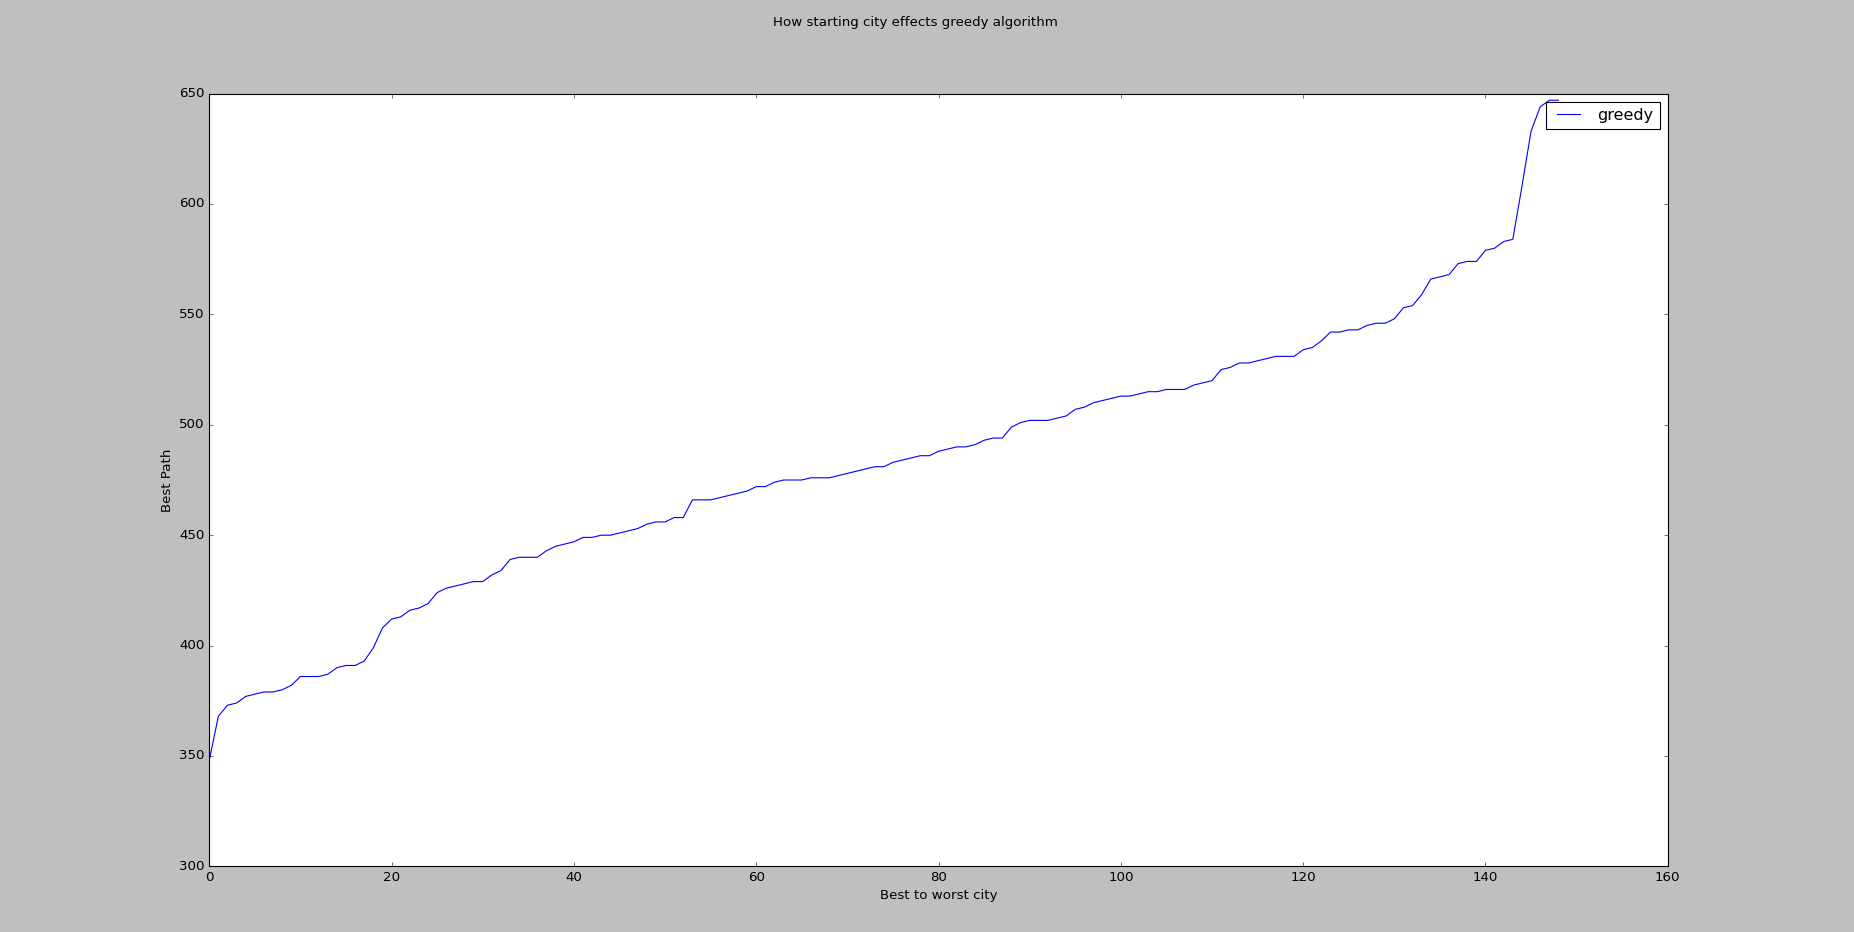 How starting city effects greedy algorithm
650
greedy
600
550
500
450
400
350
300
Best Path
0 20 40 60 80 100 120 140 160
Best to worst city